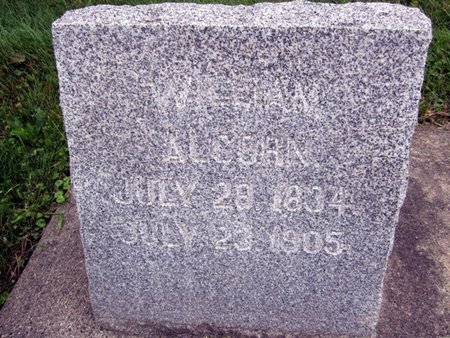 WILLIAM
ALCORN
JULY 28 1834.
JULY 23 1905.